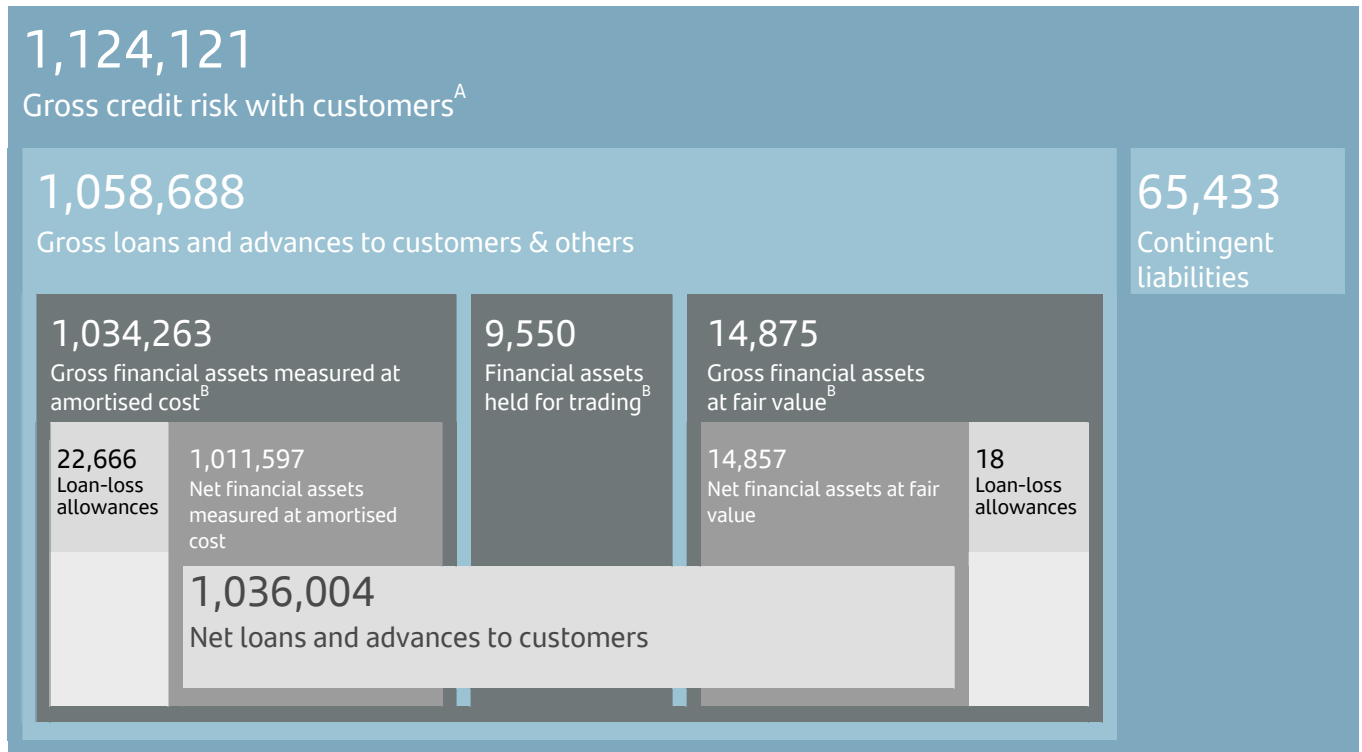 1,124,121
Gross credit risk with customersA
1,058,688
Gross loans and advances to customers & others
65,433
Contingent
liabilities
1,034,263
Gross financial assets measured at
amortised costB
9,550
Financial assets
held for tradingB
14,875
Gross financial assets
at fair valueB
22,666
Loan-loss
allowances
1,011,597
Net financial assets
measured at amortised
cost
14,857
Net financial assets at fair
value
18
Loan-loss
allowances
1,036,004
Net loans and advances to customers